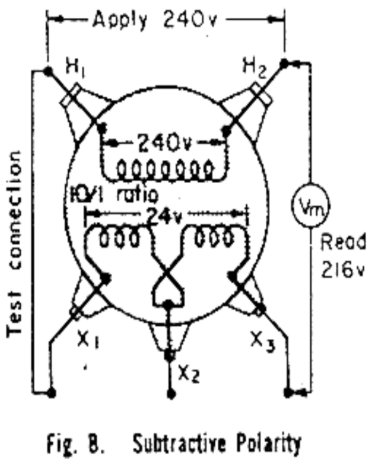 Apply 240v
H1
H2
240v
10/1 ratio
24v
Test connection
Vm
Read
216v
X1
X2
X3
Fig. 8. Subtractive Polarity